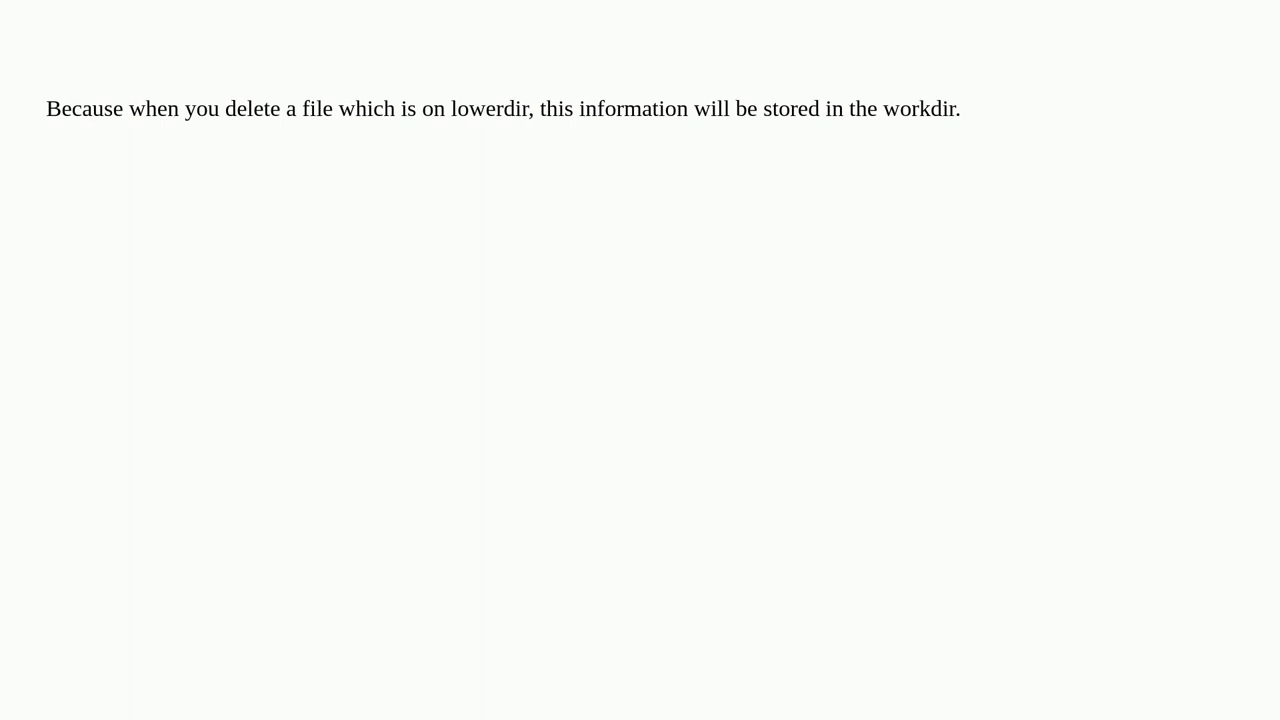 Because when you delete a file which is on lowerdir, this information will be stored in the workdir.